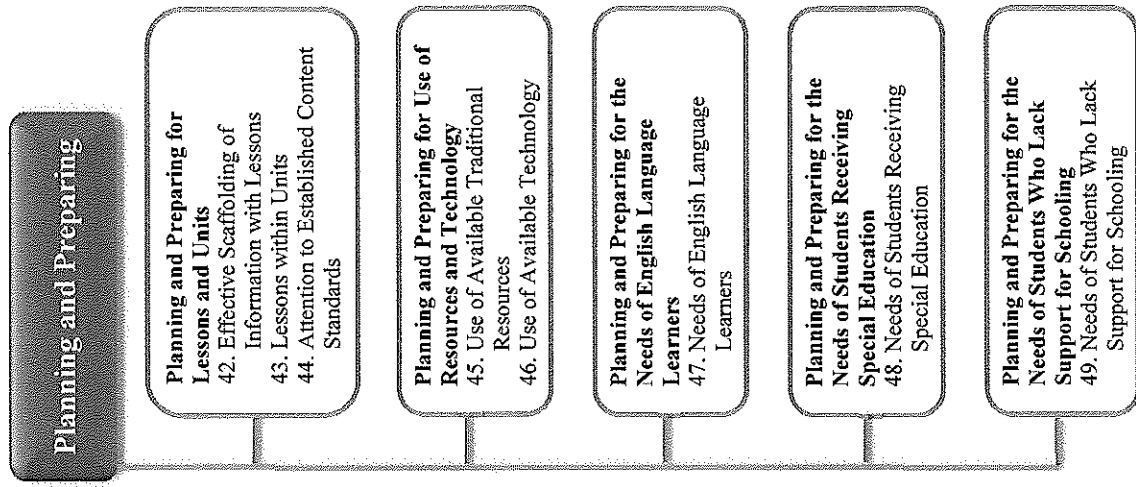 Planning and Preparing
Planning and Preparing for
Lessons and Units
42. Effective Scaffolding of
Information with Lessons
43. Lessons within Units
44. Attention to Established Content
Standards
Planning and Preparing for Use of
Resources and Technology
45. Use of Available Traditional
Resources
46. Use of Available Technology
Planning and Preparing for the
Needs of English Language
Learners
47. Needs of English Language
Learners
Planning and Preparing for the
Needs of Students Receiving
Special Education
48. Needs of Students Receiving
Special Education
Planning and Preparing for the
Needs of Students Who Lack
Support for Schooling
49. Needs of Students Who Lack
Support for Schooling